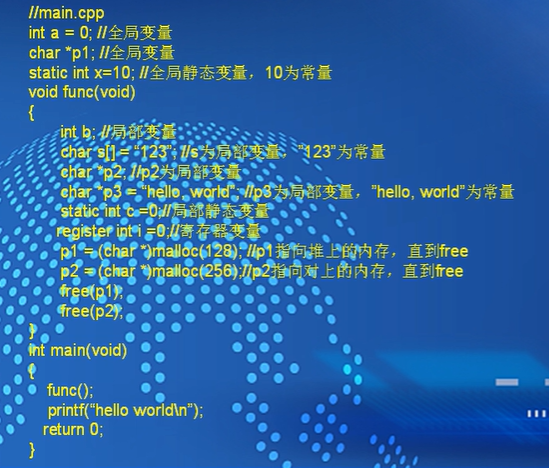 //main.cpp
int a = 0; //全局变量
char *p1; //全局变量
static int x=10; //全局静态变量，10为常量
void func(void)
{
int b; //局部变量
char s[] = “123”; //s为局部变量，”123”为常量
char *p2; //p2为局部变量
char *p3 = “hello, world”; //p3为局部变量，”hello, world”为常量
static int c =0;//局部静态变量
register int i =0;//寄存器变量
p1 = (char *)malloc(128); //p1指向堆上的内存，直到free
p2 = (char *)malloc(256);//p2指向对上的内存，直到free
free(p1);
free(p2);
}
int main(void)
{
func();
printf(“hello world\n”);
return 0;
}